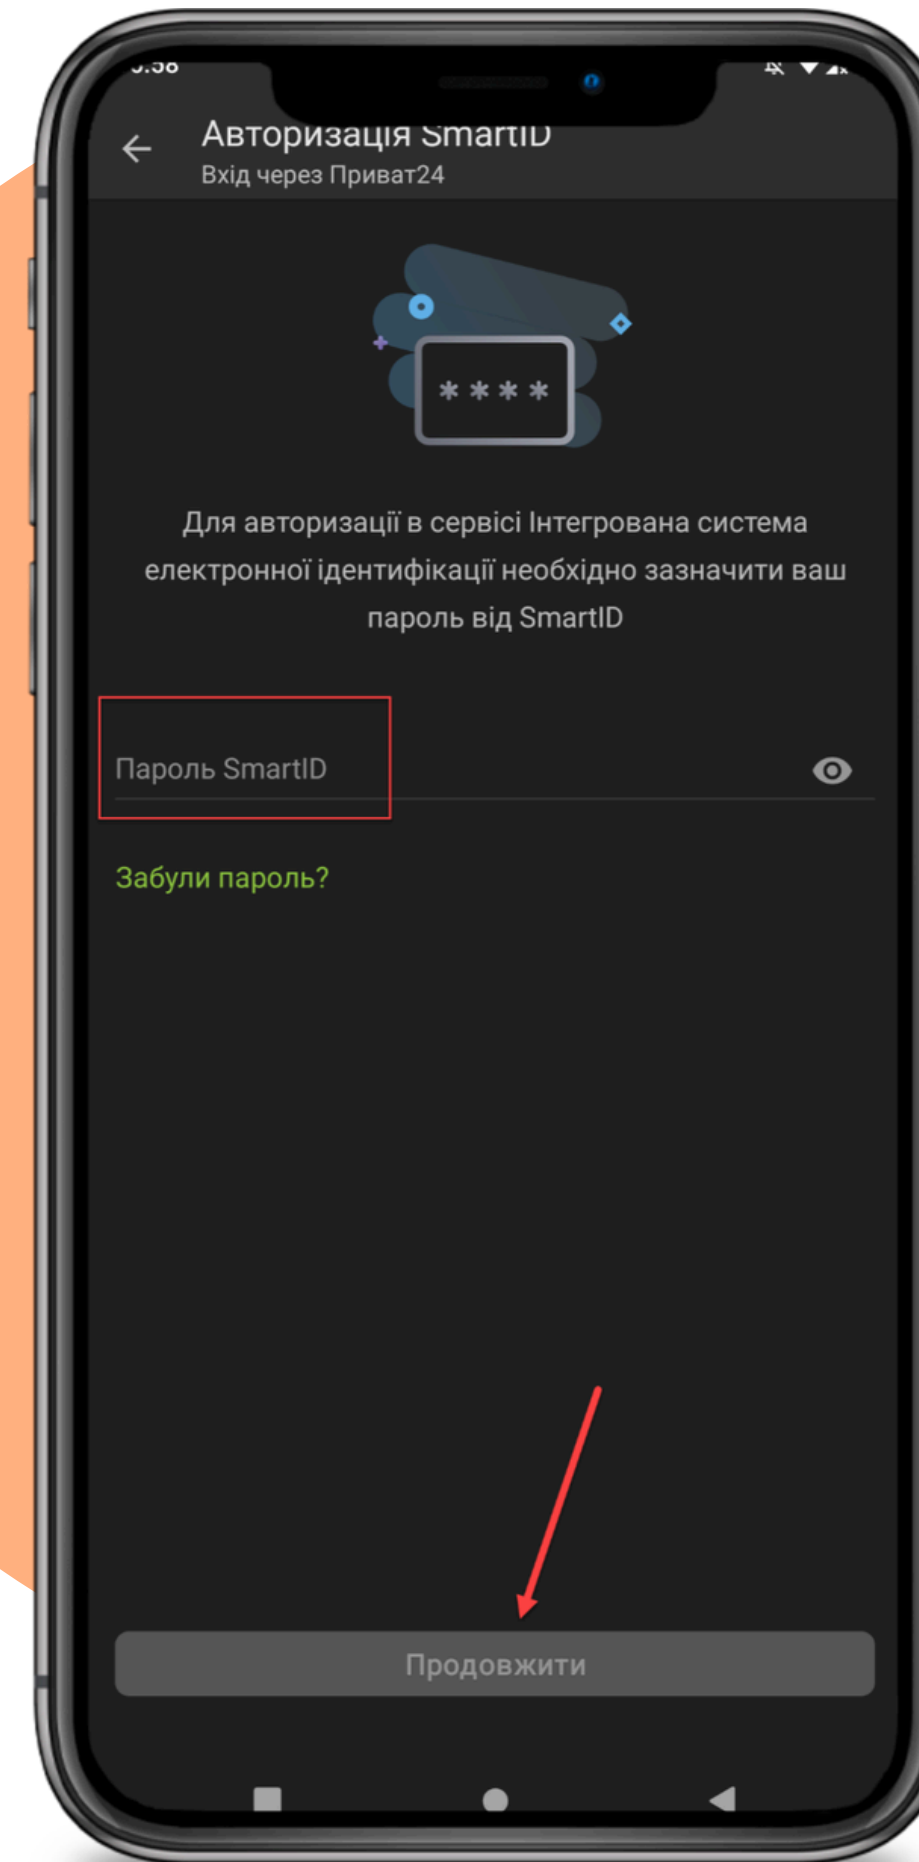 Авторизація SmartID
Вхід через Приват24
****
Для авторизації в сервісі Інтегрована система
електронної ідентифікації необхідно зазначити ваш
пароль від SmartID
Пароль SmartID
Забули пароль?
Продовжити